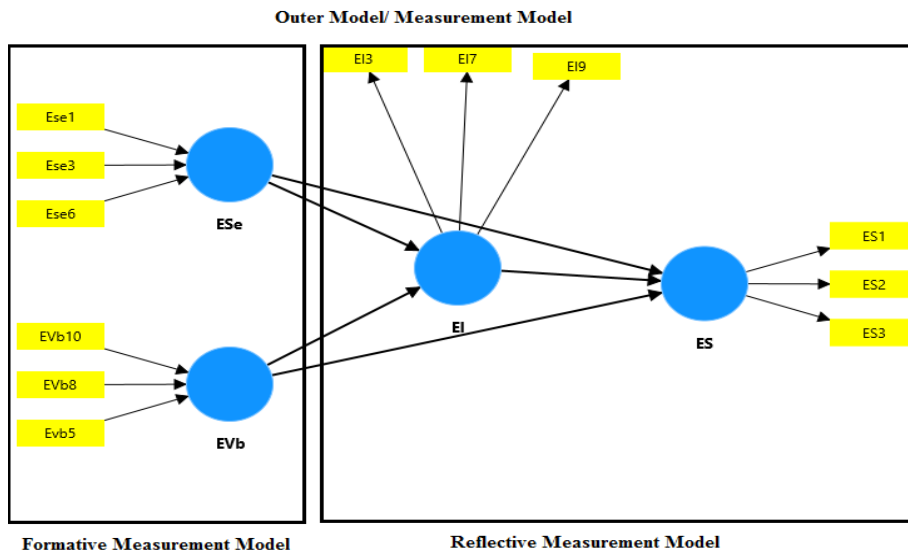 Outer Model/ Measurement Model
Ese1
Ese3
Ese6
ESe
EVb10
EVb8
Evb5
EVb
EI3
EI7
EI9
EI
ES1
ES2
ES3
ES
Formative Measurement Model
Reflective Measurement Model